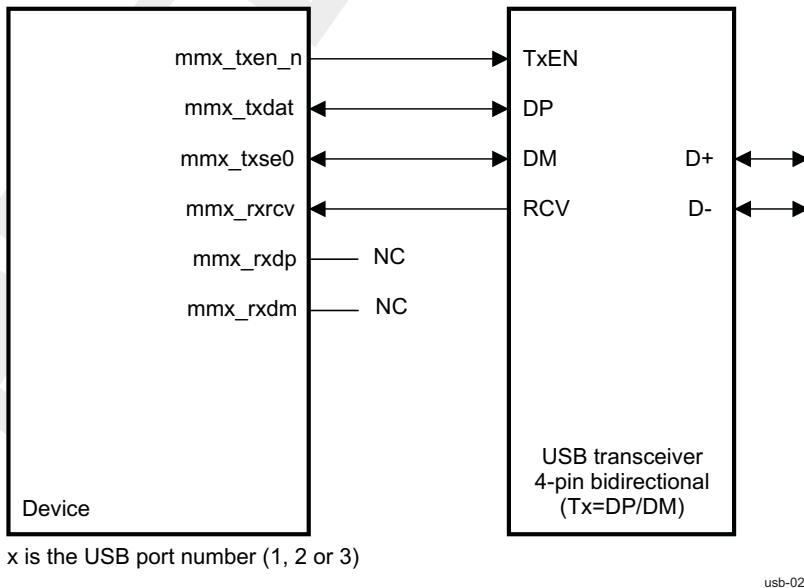 mmx_txen_n TxEN
mmx_txdat DP
mmx_txse0 DM D+
mmx_rxrcv RCV D-
mmx_rxdp NC
mmx_rxdm NC
USB transceiver
4-pin bidirectional
(Tx=DP/DM)
Device
x is the USB port number (1, 2 or 3)
usb-02